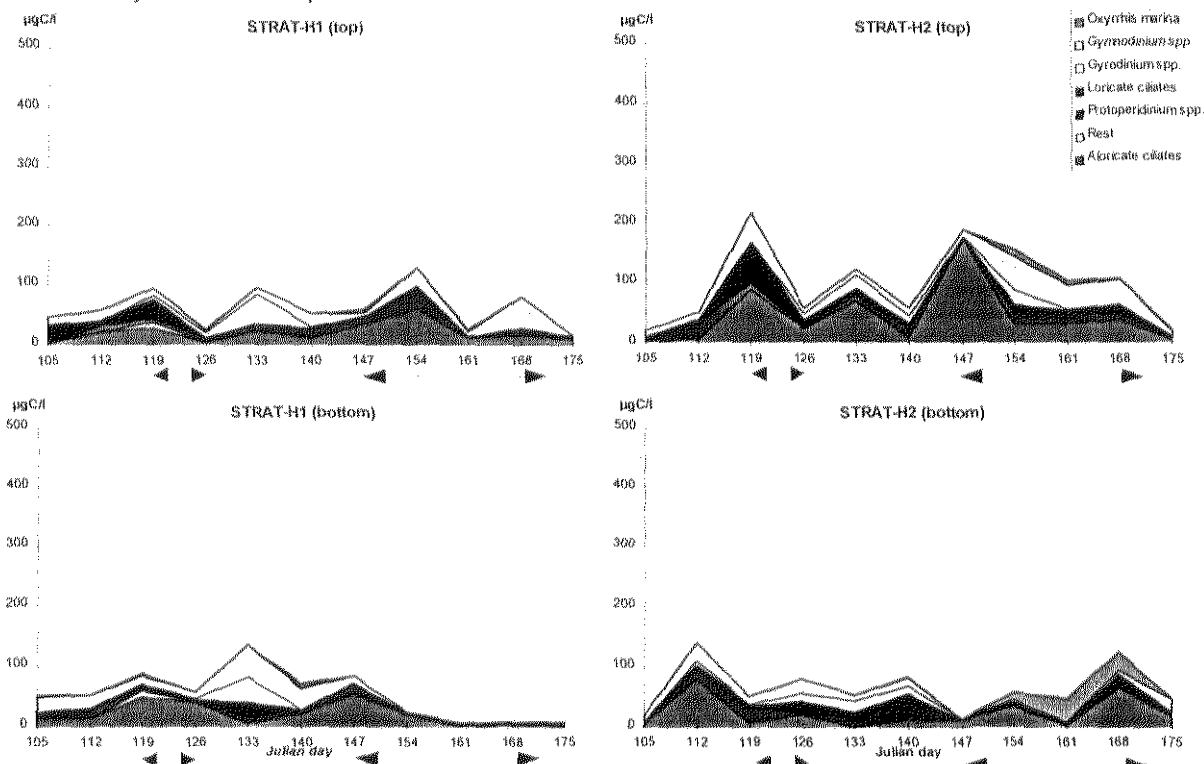 µgC/l
STRAT-H1 (top)
500
400
300
200
100
0
105 112 119 126 133 140 147 154 161 168 175
µgC/l
STRAT-H2 (top)
500
400
300
200
100
0
105 112 119 126 133 140 147 154 161 168 175
Oxyrrhis marina
Gymnodinium spp
Gyrodinium spp.
Loricate ciliates
Protoperidinium spp.
Rest
Aloricate ciliates
µgC/l
STRAT-H1 (bottom)
500
400
300
200
100
0
105 112 119 126 133 140 147 154 161 168 175
Julian day
µgC/l
STRAT-H2 (bottom)
500
400
300
200
100
0
105 112 119 126 133 140 147 154 161 168 175
Julian day